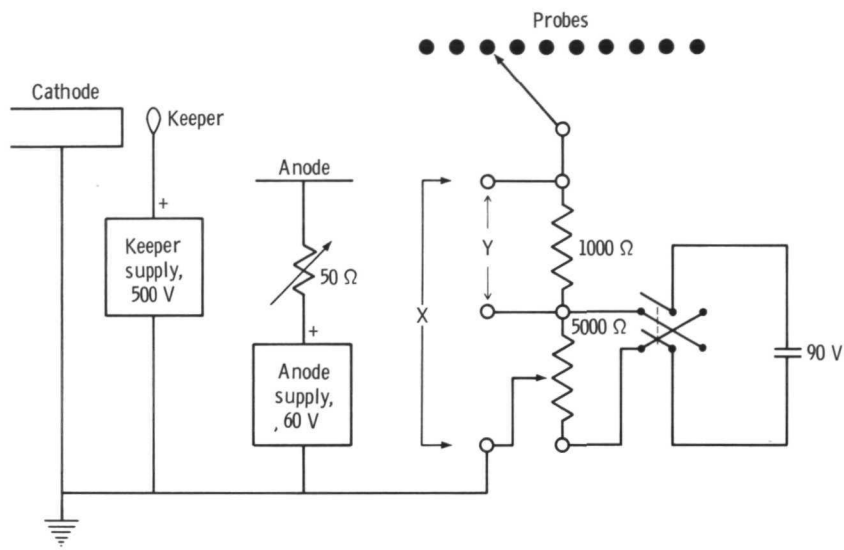 Probes
Cathode
Keeper
Anode
+
Keeper
supply,
500 V
50 Ω
+
Anode
supply,
, 60 V
X
Y
1000 Ω
5000 Ω
90 V